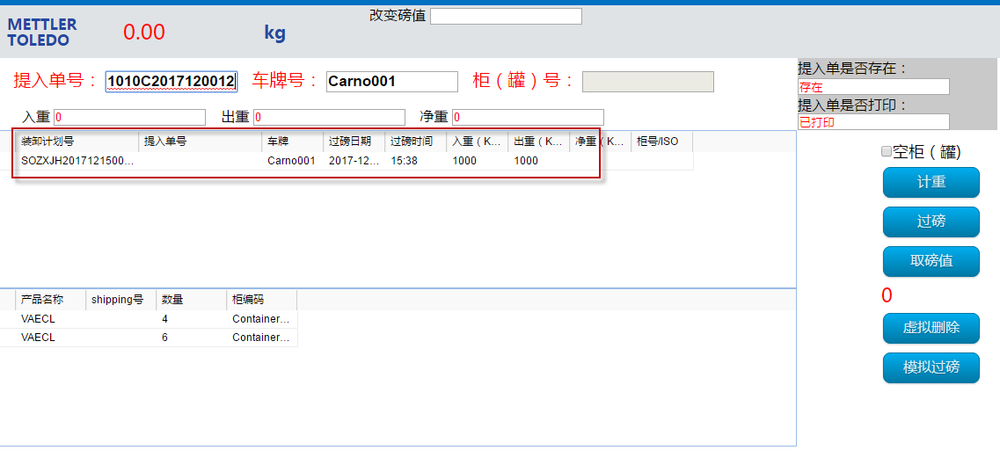 METTLER
TOLEDO
0.00
kg
改变磅值
提入单号：
1010C2017120012
车牌号：
Carno001
柜（罐）号：
提入单是否存在：
存在
提入单是否打印：
已打印
入重
0
出重
0
净重
0
装卸计划号 提入单号 车牌 过磅日期 过磅时间 入重（K... 出重（K... 净重（K... 柜号/ISO
SOZXJH2017121500... Carno001 2017-12... 15:38 1000 1000
空柜（罐)
计重
过磅
取磅值
0
虚拟删除
模拟过磅
产品名称 shipping号 数量 柜编码
VAECL 4 Container...
VAECL 6 Container...